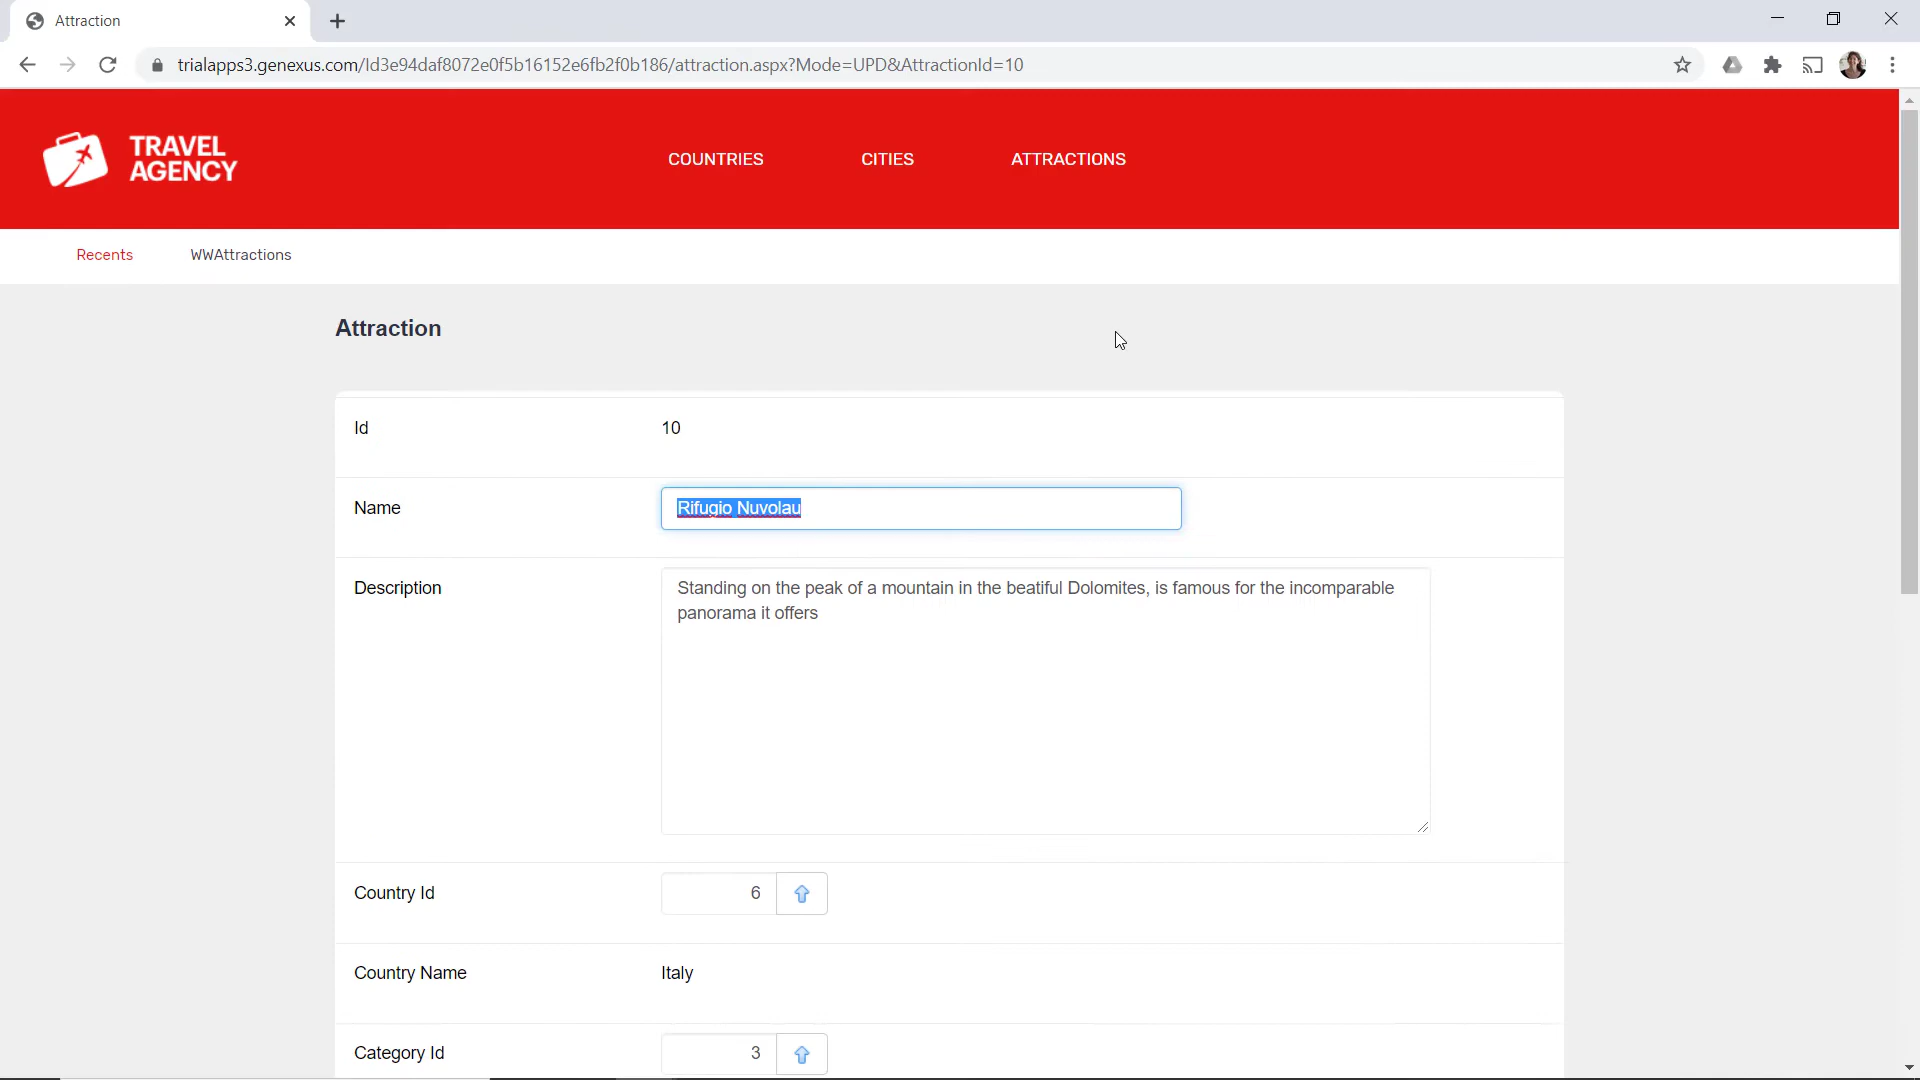 Attraction
trialapps3.genexus.com/Id3e94daf8072e0f5b16152e6fb2f0b186/attraction.aspx?Mode=UPD&AttractionId=10
TRAVEL
AGENCY
COUNTRIES
CITIES
ATTRACTIONS
Recents
WWAttractions
Attraction
Id
10
Name
Rifugio Nuvolau
Description
Standing on the peak of a mountain in the beatiful Dolomites, is famous for the incomparable
panorama it offers
Country Id
6
Country Name
Italy
Category Id
3